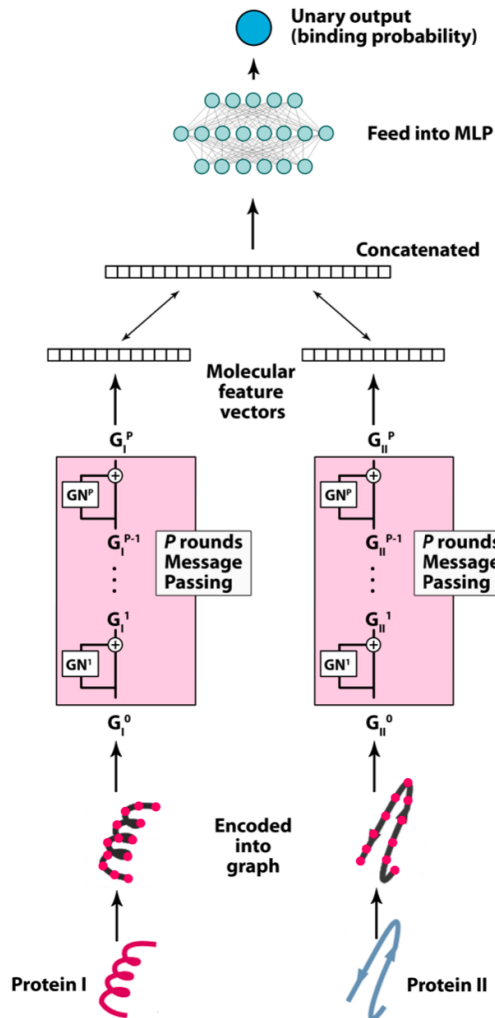 Unary output
(binding probability)
Feed into MLP
Concatenated
Molecular
feature
vectors
G_I^P
G_II^P
+
+
GN^P
GN^P
G_I^P-1
G_II^P-1
P rounds
Message
Passing
P rounds
Message
Passing
G_I^1
G_II^1
+
+
GN^1
GN^1
G_I^0
G_II^0
Encoded
into
graph
Protein I
Protein II